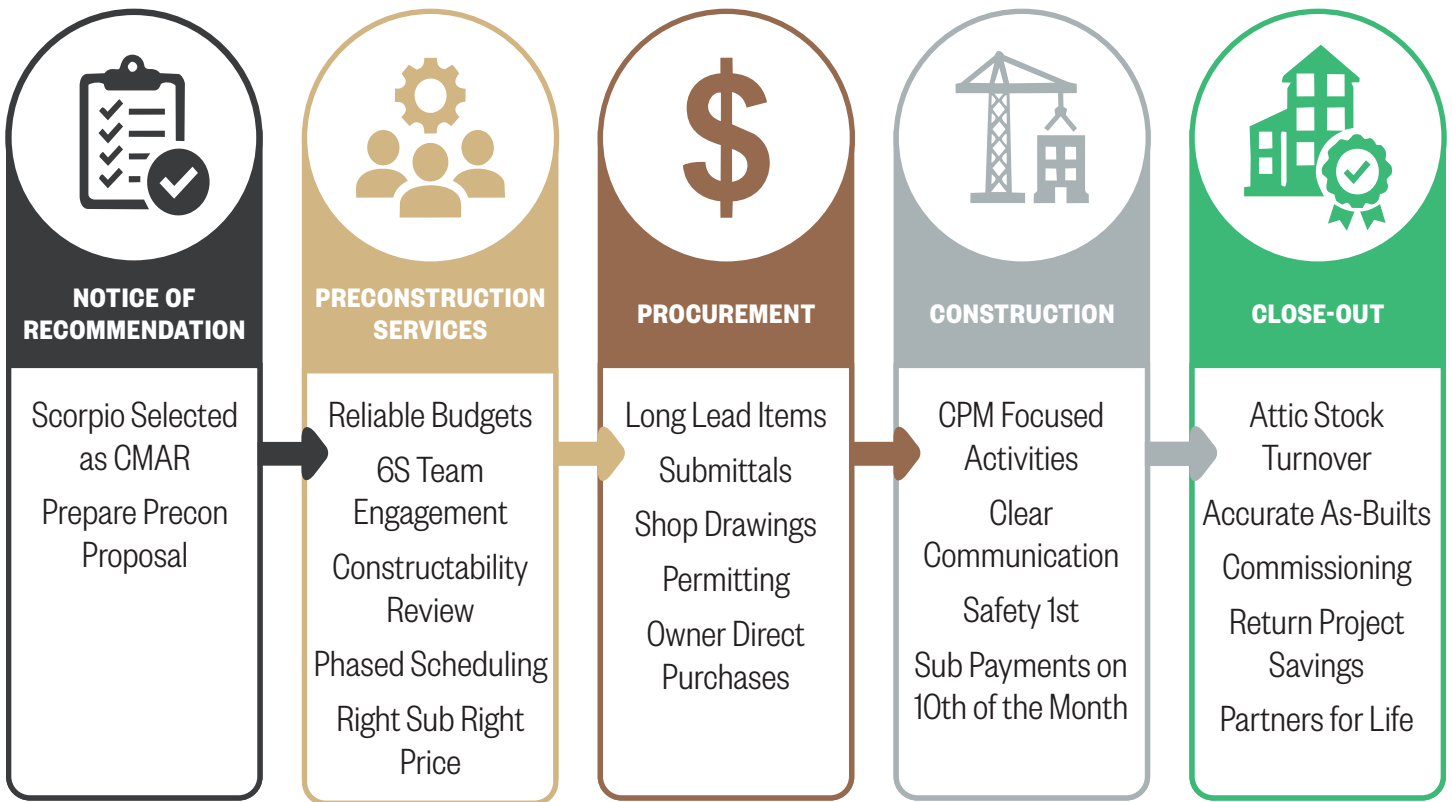 NOTICE OF
RECOMMENDATION
Scorpio Selected
as CMAR
Prepare Precon
Proposal
PRECONSTRUCTION
SERVICES
Reliable Budgets
6S Team
Engagement
Constructability
Review
Phased Scheduling
Right Sub Right
Price
$
PROCUREMENT
Long Lead Items
Submittals
Shop Drawings
Permitting
Owner Direct
Purchases
CONSTRUCTION
CPM Focused
Activities
Clear
Communication
Safety 1st
Sub Payments on
10th of the Month
CLOSE-OUT
Attic Stock
Turnover
Accurate As-Builts
Commissioning
Return Project
Savings
Partners for Life